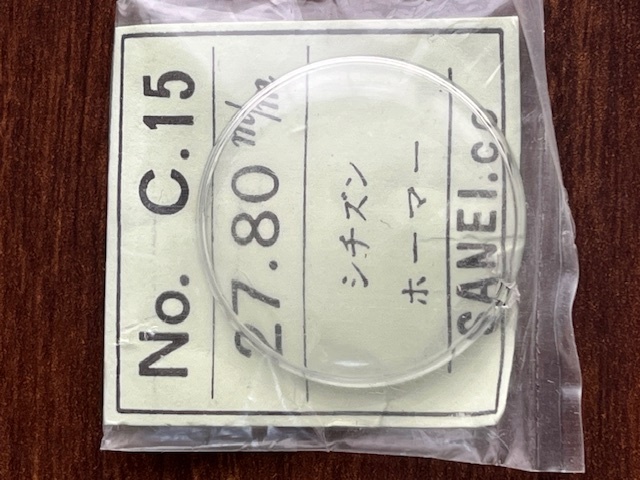 No. C.15
27.80 m/m
シチズン
ホーマー
SANEI.co